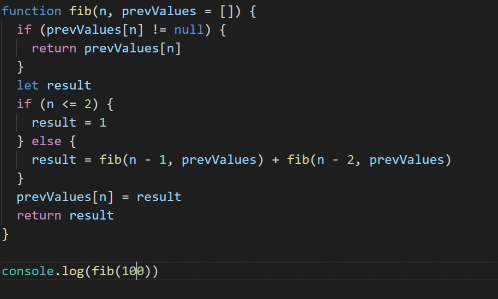 function fib(n, prevValues = []) {
  if (prevValues[n] != null) {
    return prevValues[n]
  }
  let result
  if (n <= 2) {
    result = 1
  } else {
    result = fib(n - 1, prevValues) + fib(n - 2, prevValues)
  }
  prevValues[n] = result
  return result
}

console.log(fib(100))